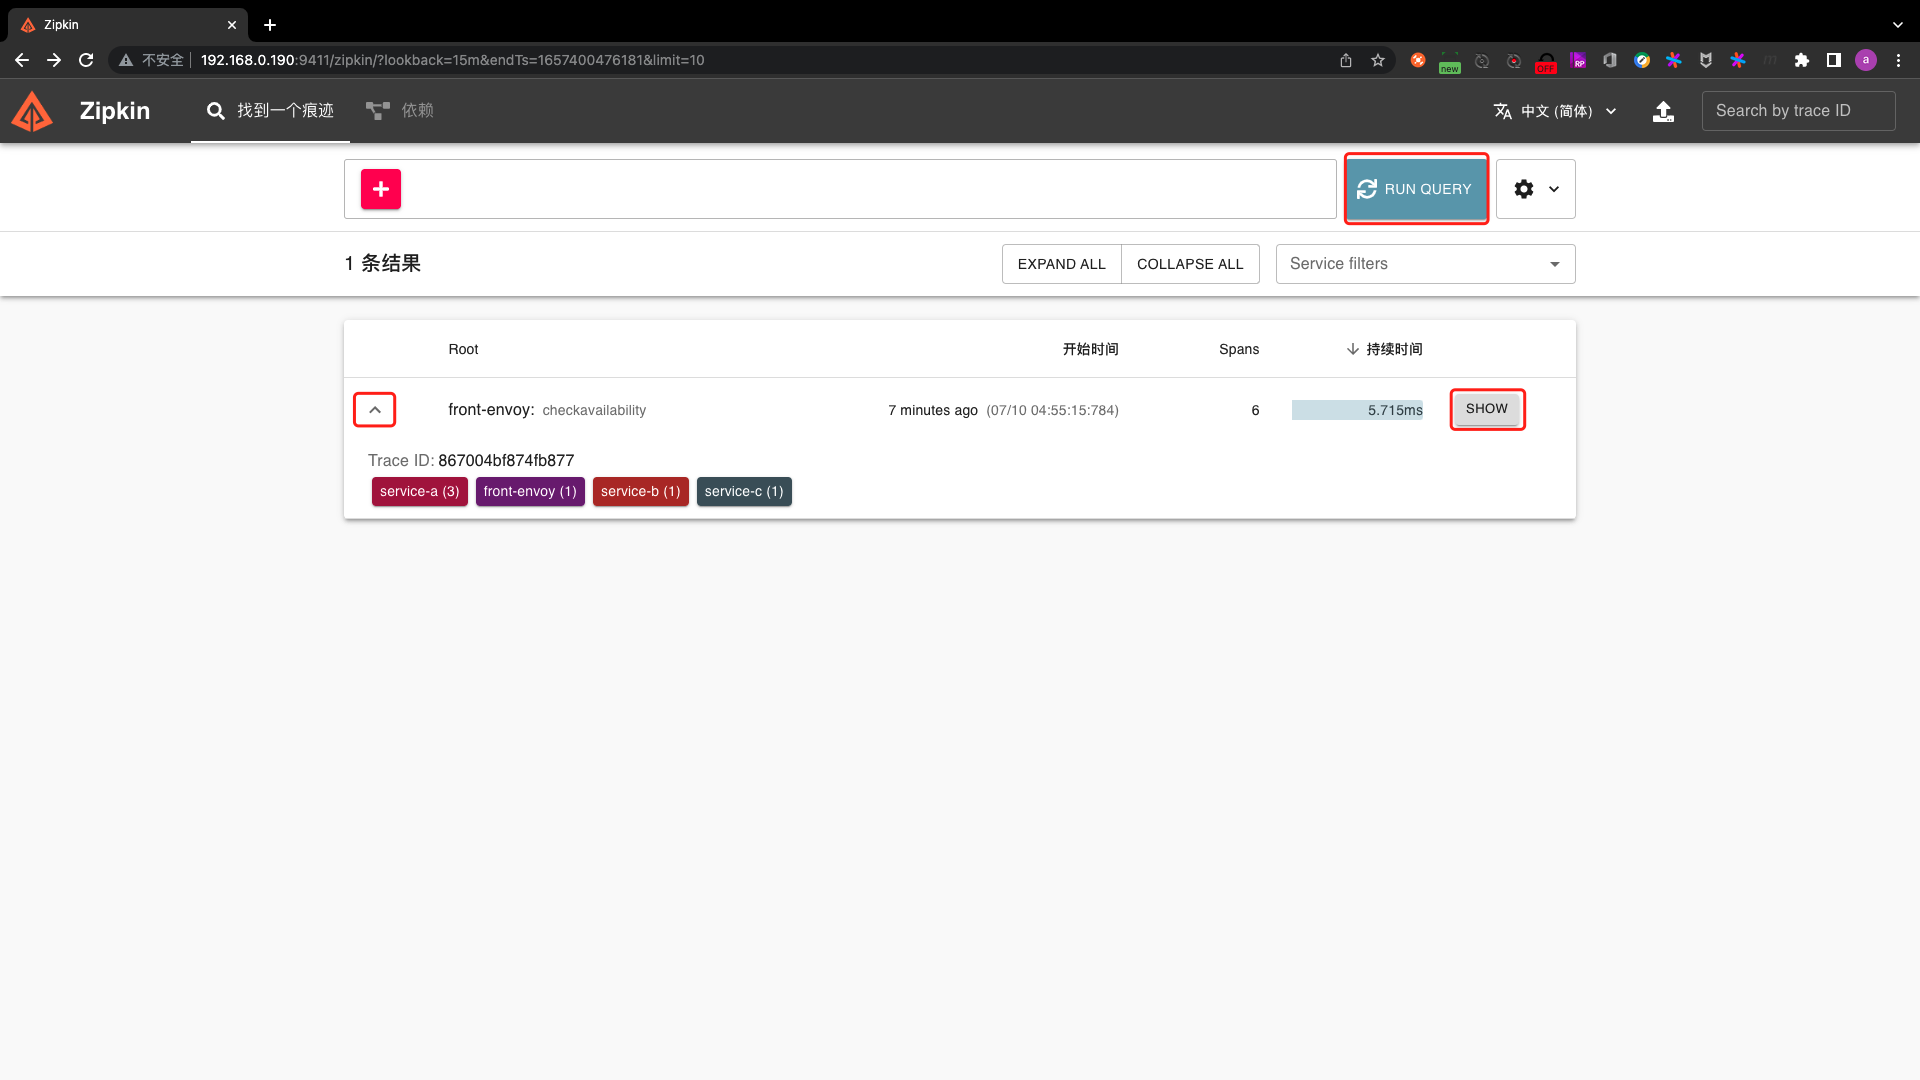 Zipkin
不安全 192.168.0.190:9411/zipkin/?lookback=15m&endTs=1657400476181&limit=10
new
OFF
RP
a
Zipkin 找到一个痕迹 依赖 中文 (简体) Search by trace ID
RUN QUERY
1 条结果 EXPAND ALL COLLAPSE ALL Service filters
Root 开始时间 Spans 持续时间
front-envoy: checkavailability 7 minutes ago (07/10 04:55:15:784) 6 5.715ms SHOW
Trace ID: 867004bf874fb877
service-a (3) front-envoy (1) service-b (1) service-c (1)